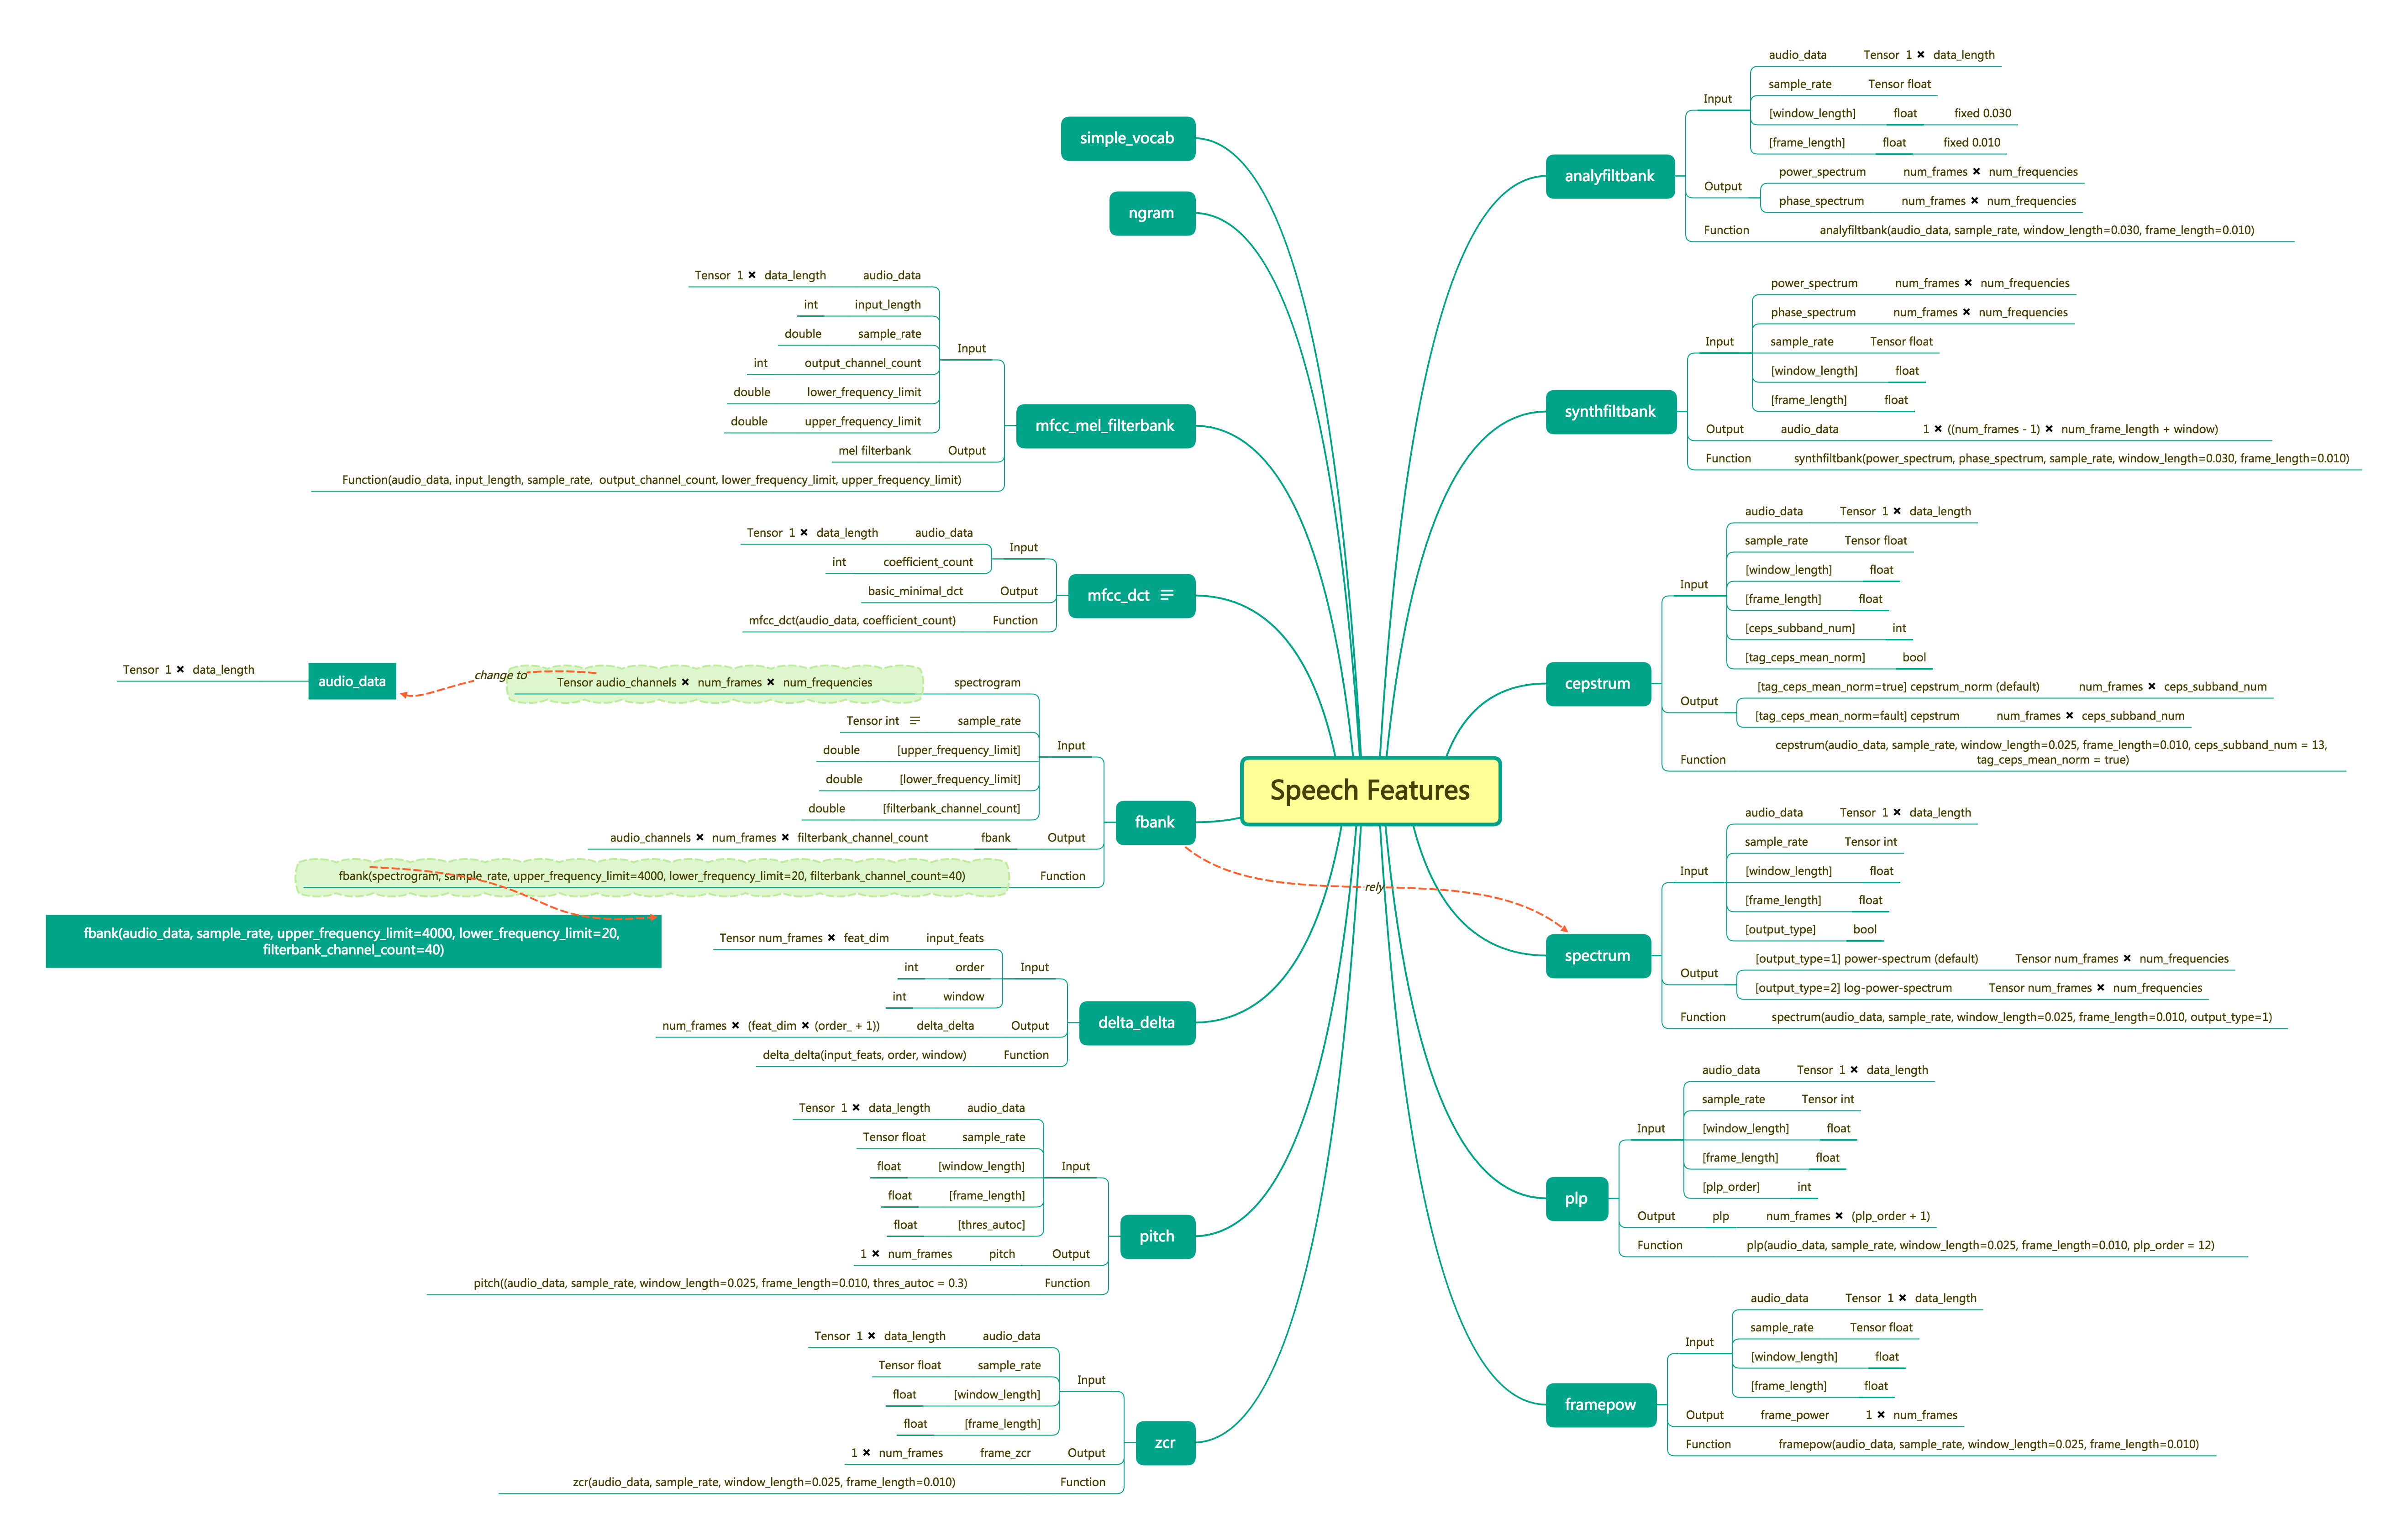 Speech Features
simple_vocab
ngram
mfcc_mel_filterbank
Input
Tensor 1 × data_length audio_data
int input_length
double sample_rate
int output_channel_count
double lower_frequency_limit
double upper_frequency_limit
mel filterbank Output
Function(audio_data, input_length, sample_rate, output_channel_count, lower_frequency_limit, upper_frequency_limit)
mfcc_dct
Input
Tensor 1 × data_length audio_data
int coefficient_count
basic_minimal_dct Output
mfcc_dct(audio_data, coefficient_count) Function
fbank
Input
Tensor 1 × data_length audio_data
change to
Tensor audio_channels × num_frames × num_frequencies spectrogram
Tensor int sample_rate
double [upper_frequency_limit]
double [lower_frequency_limit]
double [filterbank_channel_count]
audio_channels × num_frames × filterbank_channel_count fbank Output
fbank(spectrogram, sample_rate, upper_frequency_limit=4000, lower_frequency_limit=20, filterbank_channel_count=40) Function
fbank(audio_data, sample_rate, upper_frequency_limit=4000, lower_frequency_limit=20,
filterbank_channel_count=40)
rely
delta_delta
Input
Tensor num_frames × feat_dim input_feats
int order
int window
num_frames × (feat_dim × (order_ + 1)) delta_delta Output
delta_delta(input_feats, order, window) Function
pitch
Input
Tensor 1 × data_length audio_data
Tensor float sample_rate
float [window_length]
float [frame_length]
float [thres_autoc]
1 × num_frames pitch Output
pitch((audio_data, sample_rate, window_length=0.025, frame_length=0.010, thres_autoc = 0.3) Function
zcr
Input
Tensor 1 × data_length audio_data
Tensor float sample_rate
float [window_length]
float [frame_length]
1 × num_frames frame_zcr Output
zcr(audio_data, sample_rate, window_length=0.025, frame_length=0.010) Function
analyfiltbank
Input
audio_data Tensor 1 × data_length
sample_rate Tensor float
[window_length] float fixed 0.030
[frame_length] float fixed 0.010
Output
power_spectrum num_frames × num_frequencies
phase_spectrum num_frames × num_frequencies
Function analyfiltbank(audio_data, sample_rate, window_length=0.030, frame_length=0.010)
synthfiltbank
Input
power_spectrum num_frames × num_frequencies
phase_spectrum num_frames × num_frequencies
sample_rate Tensor float
[window_length] float
[frame_length] float
Output audio_data 1 × ((num_frames - 1) × num_frame_length + window)
Function synthfiltbank(power_spectrum, phase_spectrum, sample_rate, window_length=0.030, frame_length=0.010)
cepstrum
Input
audio_data Tensor 1 × data_length
sample_rate Tensor float
[window_length] float
[frame_length] float
[ceps_subband_num] int
[tag_ceps_mean_norm] bool
Output
[tag_ceps_mean_norm=true] cepstrum_norm (default) num_frames × ceps_subband_num
[tag_ceps_mean_norm=fault] cepstrum num_frames × ceps_subband_num
Function
cepstrum(audio_data, sample_rate, window_length=0.025, frame_length=0.010, ceps_subband_num = 13,
tag_ceps_mean_norm = true)
spectrum
Input
audio_data Tensor 1 × data_length
sample_rate Tensor int
[window_length] float
[frame_length] float
[output_type] bool
Output
[output_type=1] power-spectrum (default) Tensor num_frames × num_frequencies
[output_type=2] log-power-spectrum Tensor num_frames × num_frequencies
Function spectrum(audio_data, sample_rate, window_length=0.025, frame_length=0.010, output_type=1)
plp
Input
audio_data Tensor 1 × data_length
sample_rate Tensor int
[window_length] float
[frame_length] float
[plp_order] int
Output plp num_frames × (plp_order + 1)
Function plp(audio_data, sample_rate, window_length=0.025, frame_length=0.010, plp_order = 12)
framepow
Input
audio_data Tensor 1 × data_length
sample_rate Tensor float
[window_length] float
[frame_length] float
Output frame_power 1 × num_frames
Function framepow(audio_data, sample_rate, window_length=0.025, frame_length=0.010)